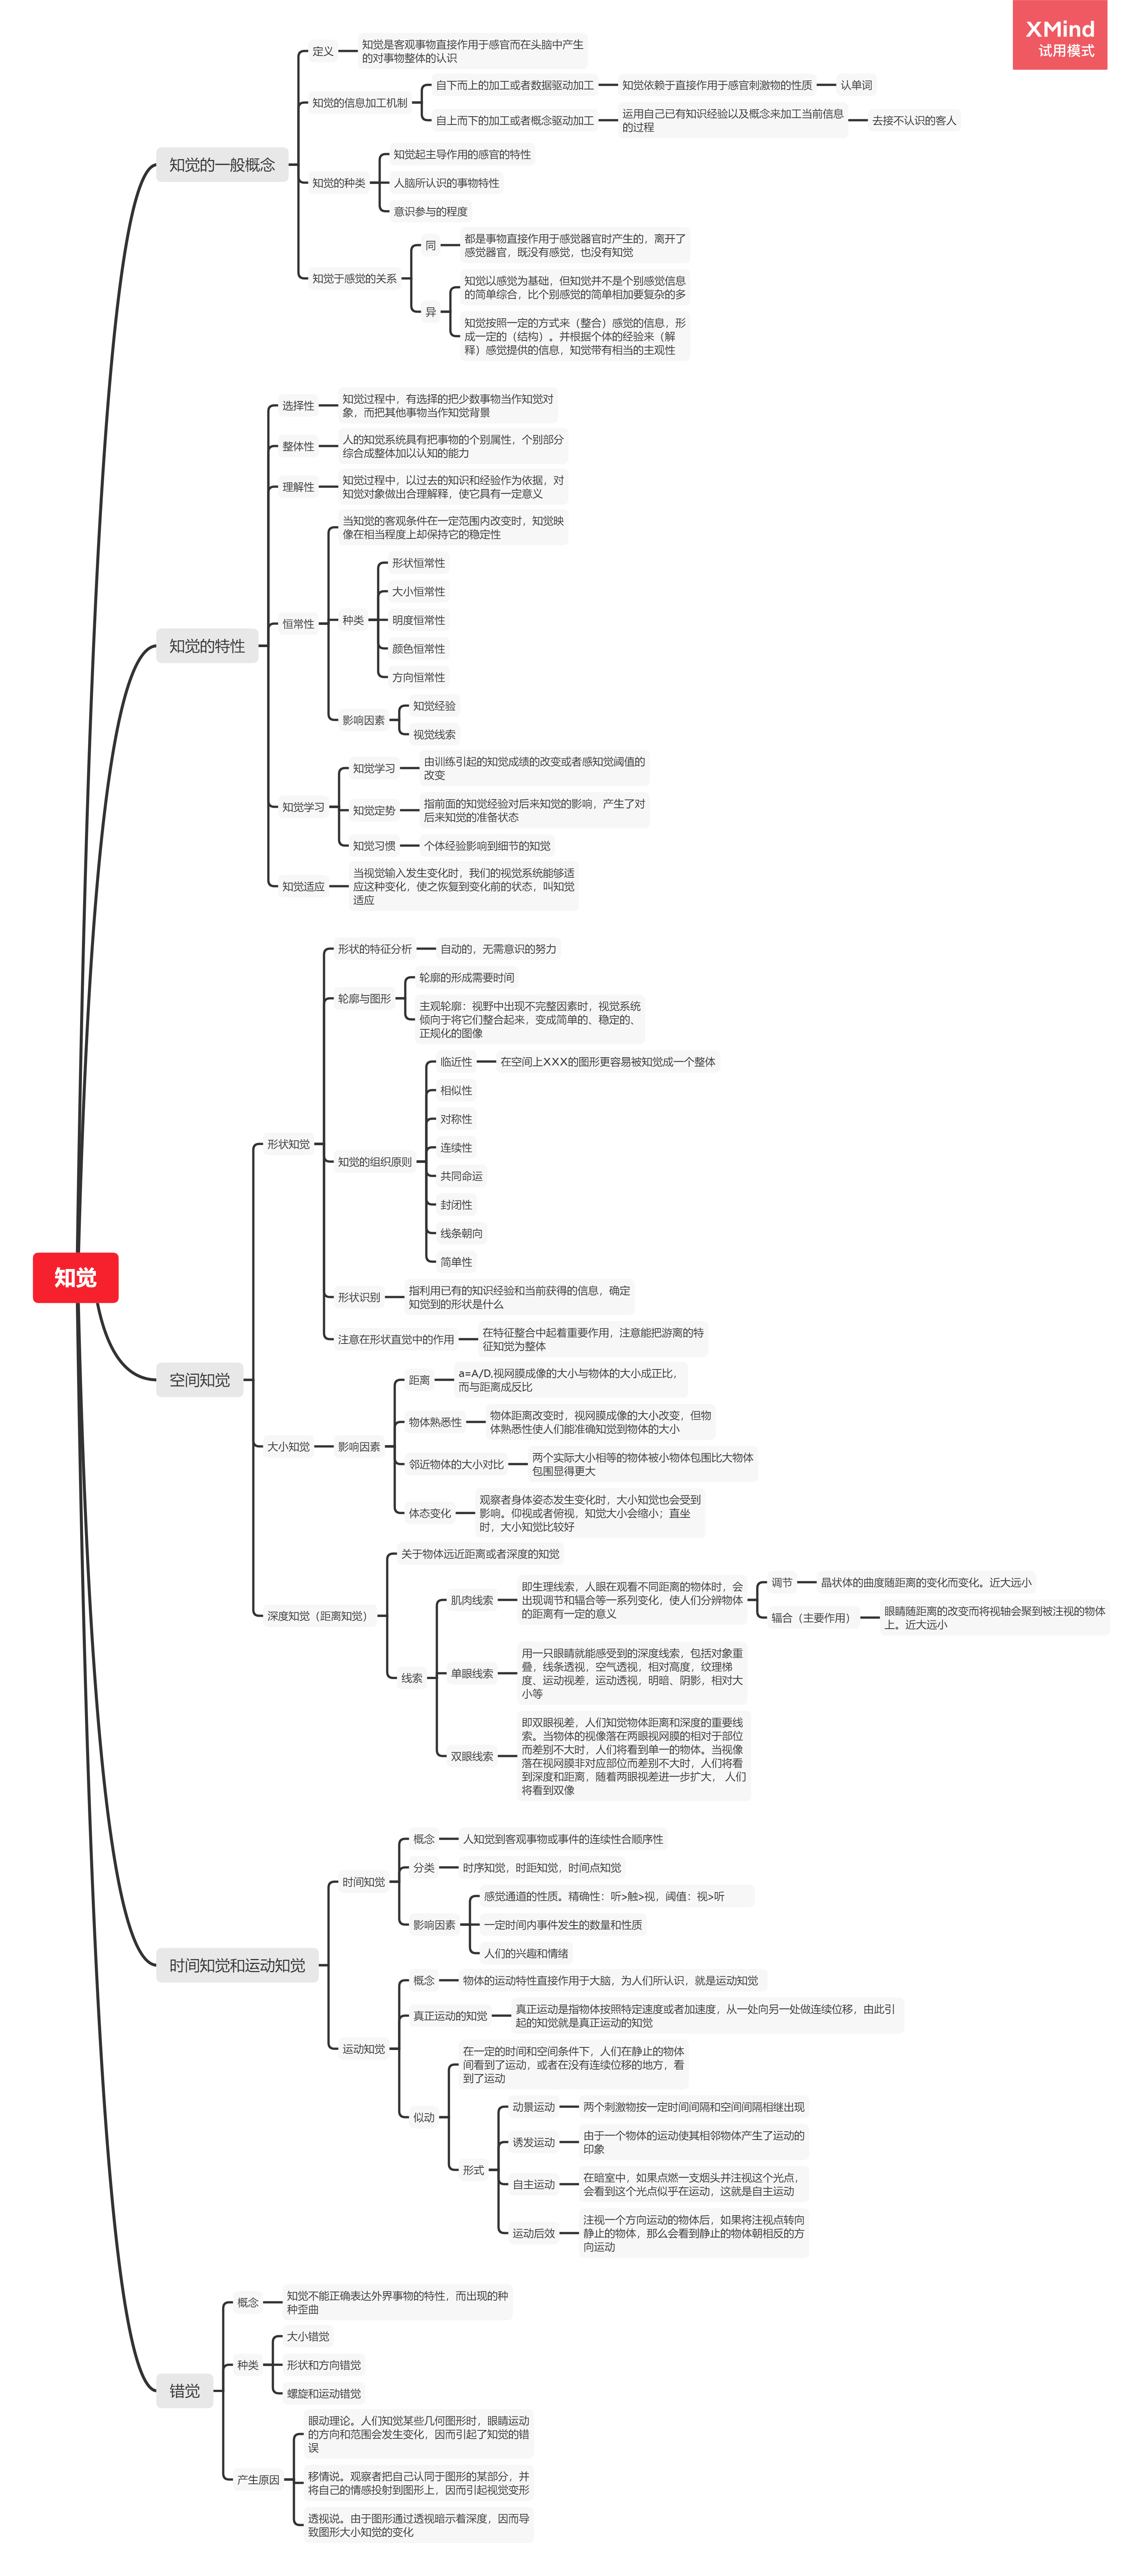 XMind
试用模式
知觉
知觉的一般概念
定义
知觉是客观事物直接作用于感官而在头脑中产生
的对事物整体的认识
知觉的信息加工机制
自下而上的加工或者数据驱动加工
知觉依赖于直接作用于感官刺激物的性质
认单词
自上而下的加工或者概念驱动加工
运用自己已有知识经验以及概念来加工当前信息
的过程
去接不认识的客人
知觉的种类
知觉起主导作用的感官的特性
人脑所认识的事物特性
意识参与的程度
知觉于感觉的关系
同
都是事物直接作用于感觉器官时产生的，离开了
感觉器官，既没有感觉，也没有知觉
异
知觉以感觉为基础，但知觉并不是个别感觉信息
的简单综合，比个别感觉的简单相加要复杂的多
知觉按照一定的方式来（整合）感觉的信息，形
成一定的（结构）。并根据个体的经验来（解
释）感觉提供的信息，知觉带有相当的主观性
知觉的特性
选择性
知觉过程中，有选择的把少数事物当作知觉对
象，而把其他事物当作知觉背景
整体性
人的知觉系统具有把事物的个别属性，个别部分
综合成整体加以认知的能力
理解性
知觉过程中，以过去的知识和经验作为依据，对
知觉对象做出合理解释，使它具有一定意义
恒常性
当知觉的客观条件在一定范围内改变时，知觉映
像在相当程度上却保持它的稳定性
种类
形状恒常性
大小恒常性
明度恒常性
颜色恒常性
方向恒常性
影响因素
知觉经验
视觉线索
知觉学习
知觉学习
由训练引起的知觉成绩的改变或者感知觉阈值的
改变
知觉定势
指前面的知觉经验对后来知觉的影响，产生了对
后来知觉的准备状态
知觉习惯
个体经验影响到细节的知觉
知觉适应
当视觉输入发生变化时，我们的视觉系统能够适
应这种变化，使之恢复到变化前的状态，叫知觉
适应
空间知觉
形状知觉
形状的特征分析
自动的，无需意识的努力
轮廓与图形
轮廓的形成需要时间
主观轮廓：视野中出现不完整因素时，视觉系统
倾向于将它们整合起来，变成简单的、稳定的、
正规化的图像
知觉的组织原则
临近性
在空间上XXX的图形更容易被知觉成一个整体
相似性
对称性
连续性
共同命运
封闭性
线条朝向
简单性
形状识别
指利用已有的知识经验和当前获得的信息，确定
知觉到的形状是什么
注意在形状直觉中的作用
在特征整合中起着重要作用，注意能把游离的特
征知觉为整体
大小知觉
影响因素
距离
a=A/D,视网膜成像的大小与物体的大小成正比，
而与距离成反比
物体熟悉性
物体距离改变时，视网膜成像的大小改变，但物
体熟悉性使人们能准确知觉到物体的大小
邻近物体的大小对比
两个实际大小相等的物体被小物体包围比大物体
包围显得更大
体态变化
观察者身体姿态发生变化时，大小知觉也会受到
影响。仰视或者俯视，知觉大小会缩小；直坐
时，大小知觉比较好
深度知觉（距离知觉）
关于物体远近距离或者深度的知觉
线索
肌肉线索
即生理线索，人眼在观看不同距离的物体时，会
出现调节和辐合等一系列变化，使人们分辨物体
的距离有一定的意义
调节
晶状体的曲度随距离的变化而变化。近大远小
辐合（主要作用）
眼睛随距离的改变而将视轴会聚到被注视的物体
上。近大远小
单眼线索
用一只眼睛就能感受到的深度线索，包括对象重
叠，线条透视，空气透视，相对高度，纹理梯
度、运动视差，运动透视，明暗、阴影，相对大
小等
双眼线索
即双眼视差，人们知觉物体距离和深度的重要线
索。当物体的视像落在两眼视网膜的相对于部位
而差别不大时，人们将看到单一的物体。当视像
落在视网膜非对应部位而差别不大时，人们将看
到深度和距离，随着两眼视差进一步扩大， 人们
将看到双像
时间知觉和运动知觉
时间知觉
概念
人知觉到客观事物或事件的连续性合顺序性
分类
时序知觉，时距知觉，时间点知觉
影响因素
感觉通道的性质。精确性：听>触>视，阈值：视>听
一定时间内事件发生的数量和性质
人们的兴趣和情绪
运动知觉
概念
物体的运动特性直接作用于大脑，为人们所认识，就是运动知觉
真正运动的知觉
真正运动是指物体按照特定速度或者加速度，从一处向另一处做连续位移，由此引
起的知觉就是真正运动的知觉
似动
在一定的时间和空间条件下，人们在静止的物体
间看到了运动，或者在没有连续位移的地方，看
到了运动
形式
动景运动
两个刺激物按一定时间间隔和空间间隔相继出现
诱发运动
由于一个物体的运动使其相邻物体产生了运动的
印象
自主运动
在暗室中，如果点燃一支烟头并注视这个光点，
会看到这个光点似乎在运动，这就是自主运动
运动后效
注视一个方向运动的物体后，如果将注视点转向
静止的物体，那么会看到静止的物体朝相反的方
向运动
错觉
概念
知觉不能正确表达外界事物的特性，而出现的种
种歪曲
种类
大小错觉
形状和方向错觉
螺旋和运动错觉
产生原因
眼动理论。人们知觉某些几何图形时，眼睛运动
的方向和范围会发生变化，因而引起了知觉的错
误
移情说。观察者把自己认同于图形的某部分，并
将自己的情感投射到图形上，因而引起视觉变形
透视说。由于图形通过透视暗示着深度，因而导
致图形大小知觉的变化